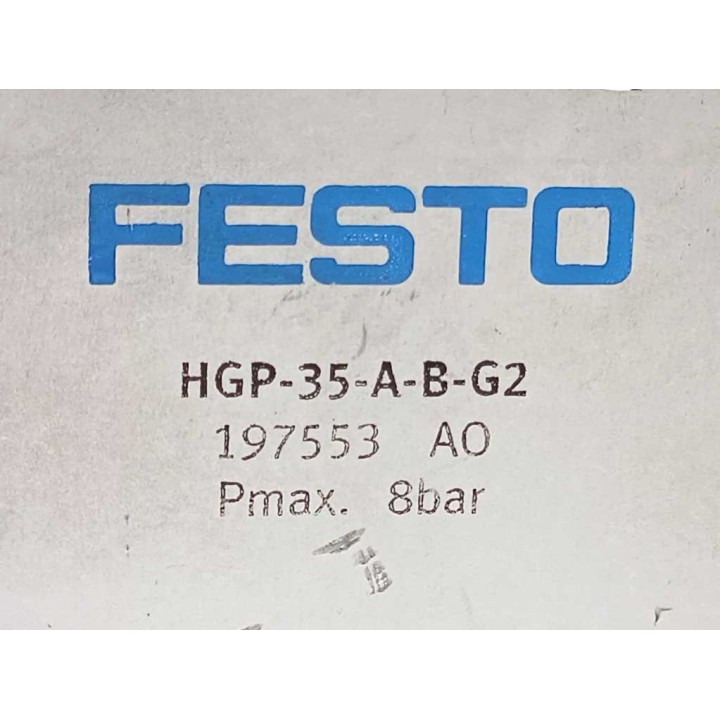 FESTO
HGP-35-A-B-G2
197553 AO
Pmax. 8bar